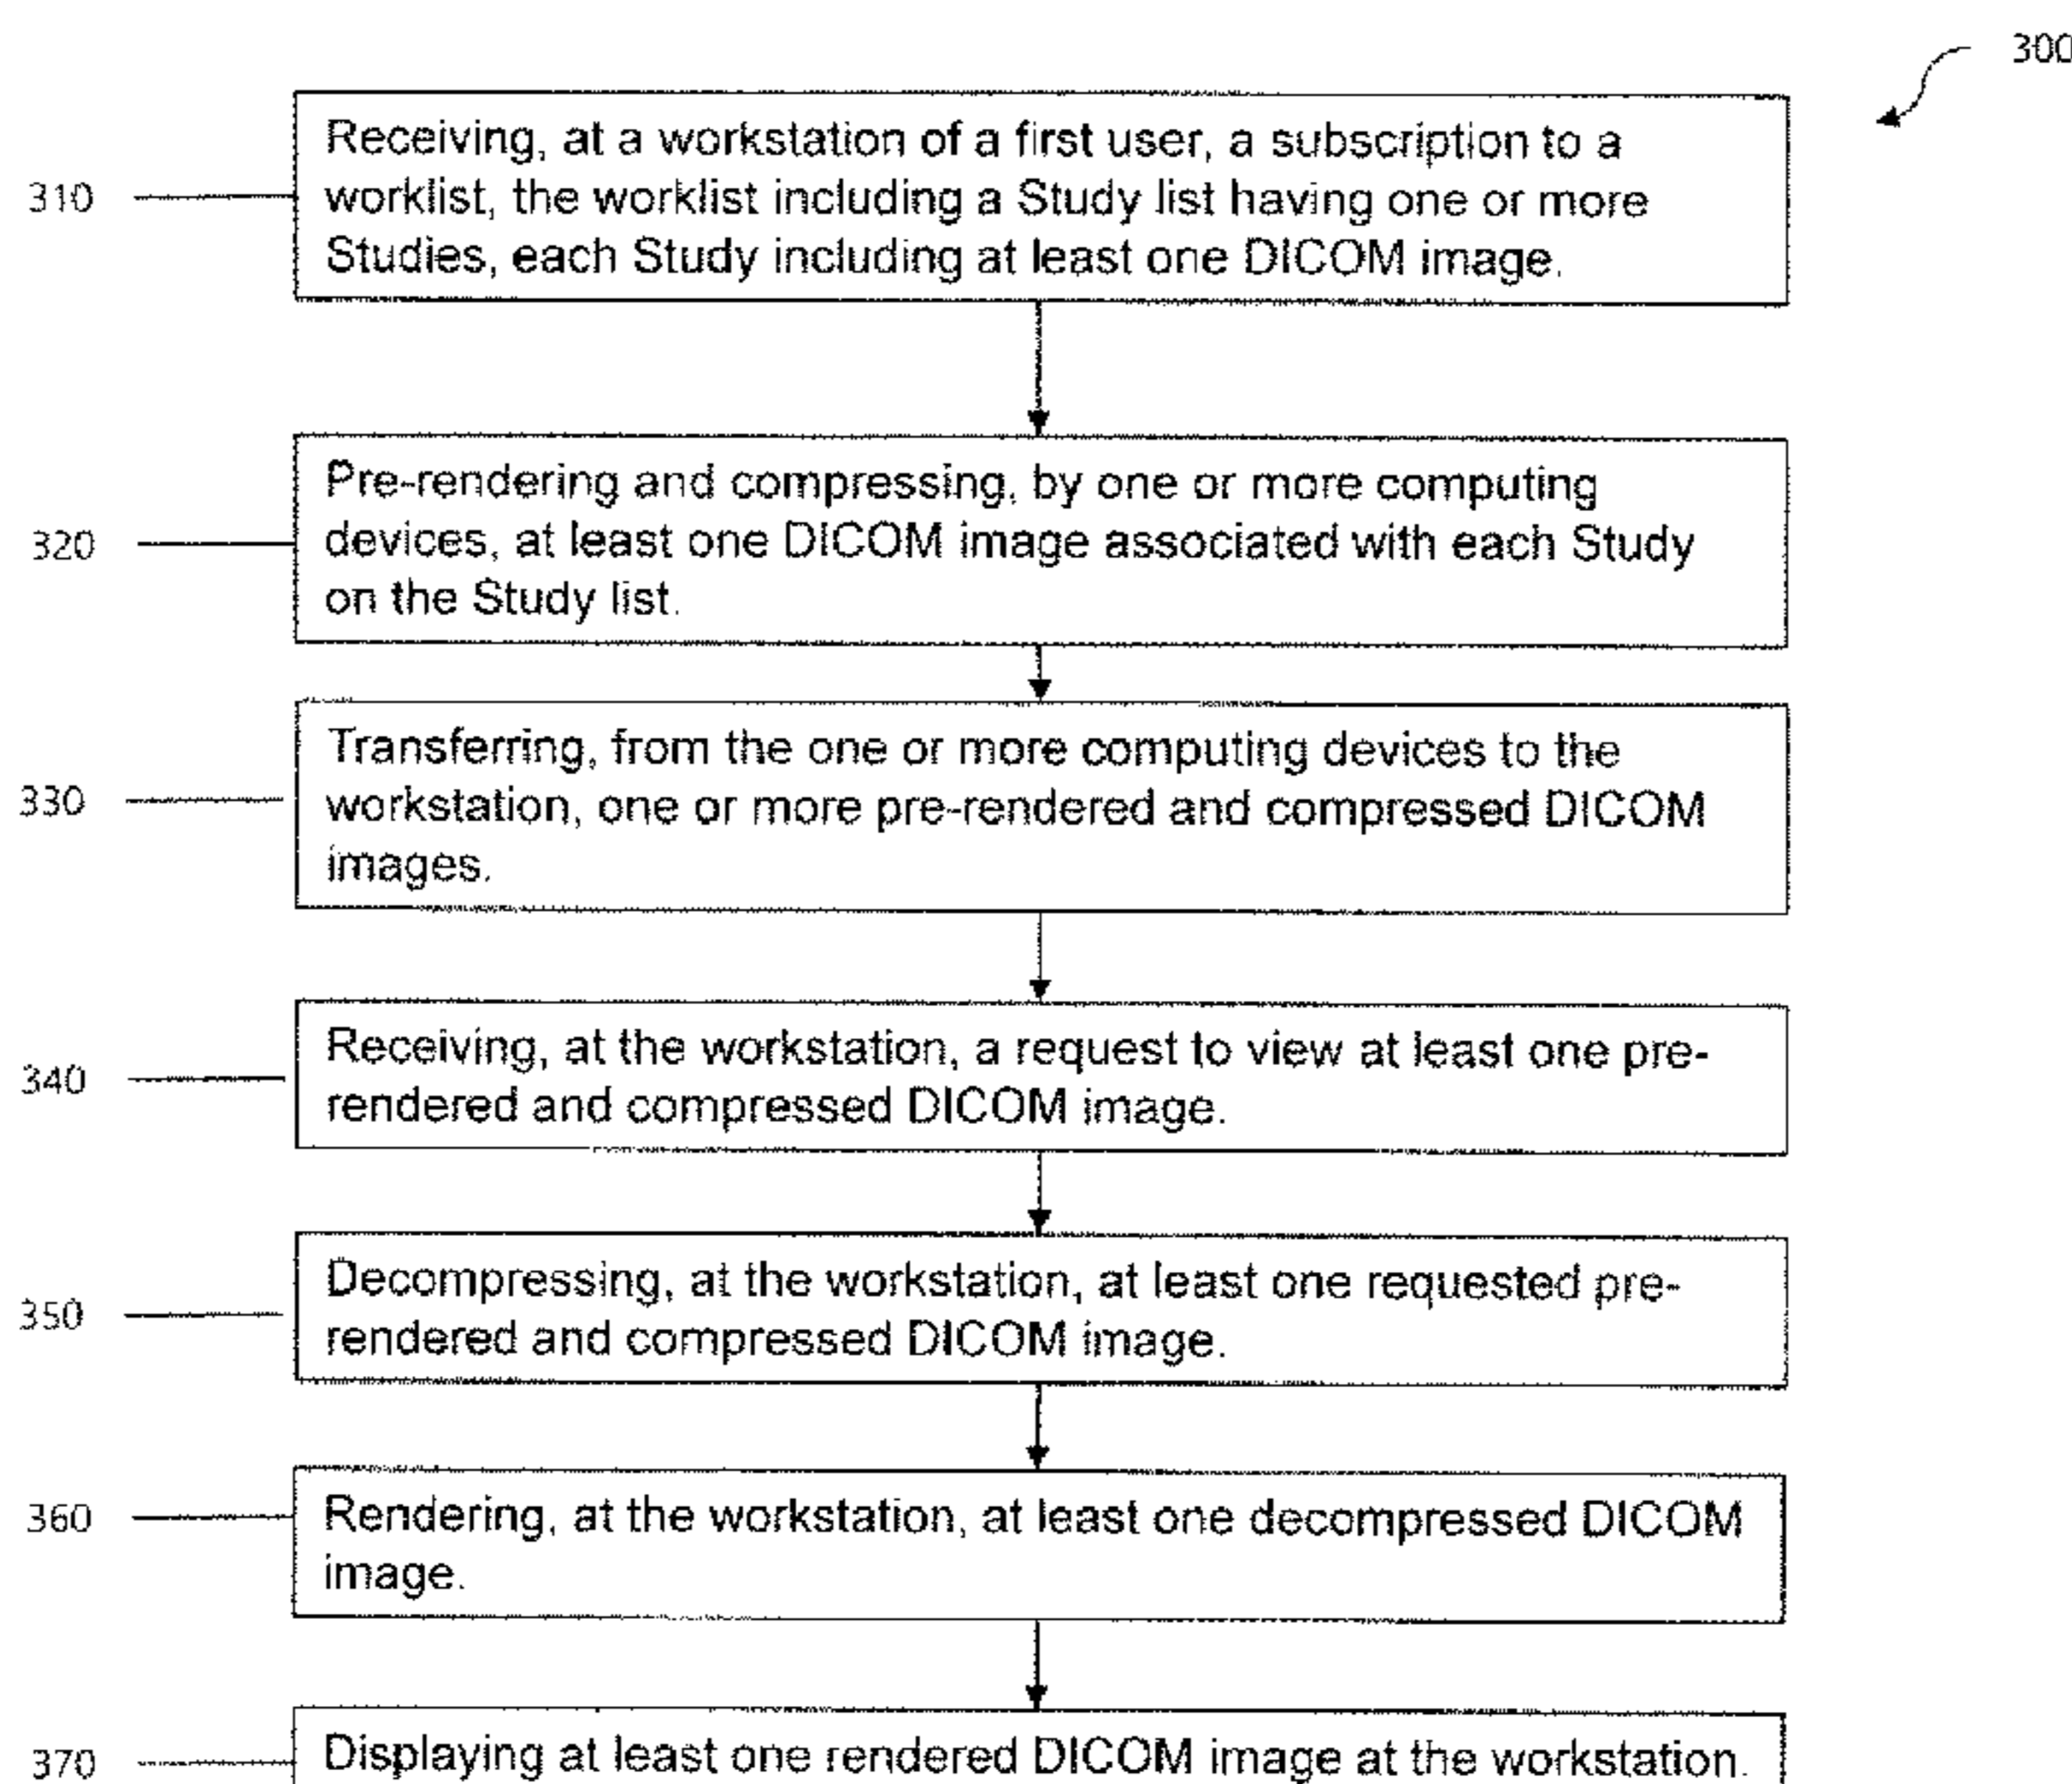 300
310
Receiving, at a workstation of a first user, a subscription to a
worklist, the worklist including a Study list having one or more
Studies, each Study including at least one DICOM image.
320
Pre-rendering and compressing, by one or more computing
devices, at least one DICOM image associated with each Study
on the Study list.
330
Transferring, from the one or more computing devices to the
workstation, one or more pre-rendered and compressed DICOM
images.
340
Receiving, at the workstation, a request to view at least one pre-
rendered and compressed DICOM image.
350
Decompressing, at the workstation, at least one requested pre-
rendered and compressed DICOM image.
360
Rendering, at the workstation, at least one decompressed DICOM
image.
370
Displaying at least one rendered DICOM image at the workstation.